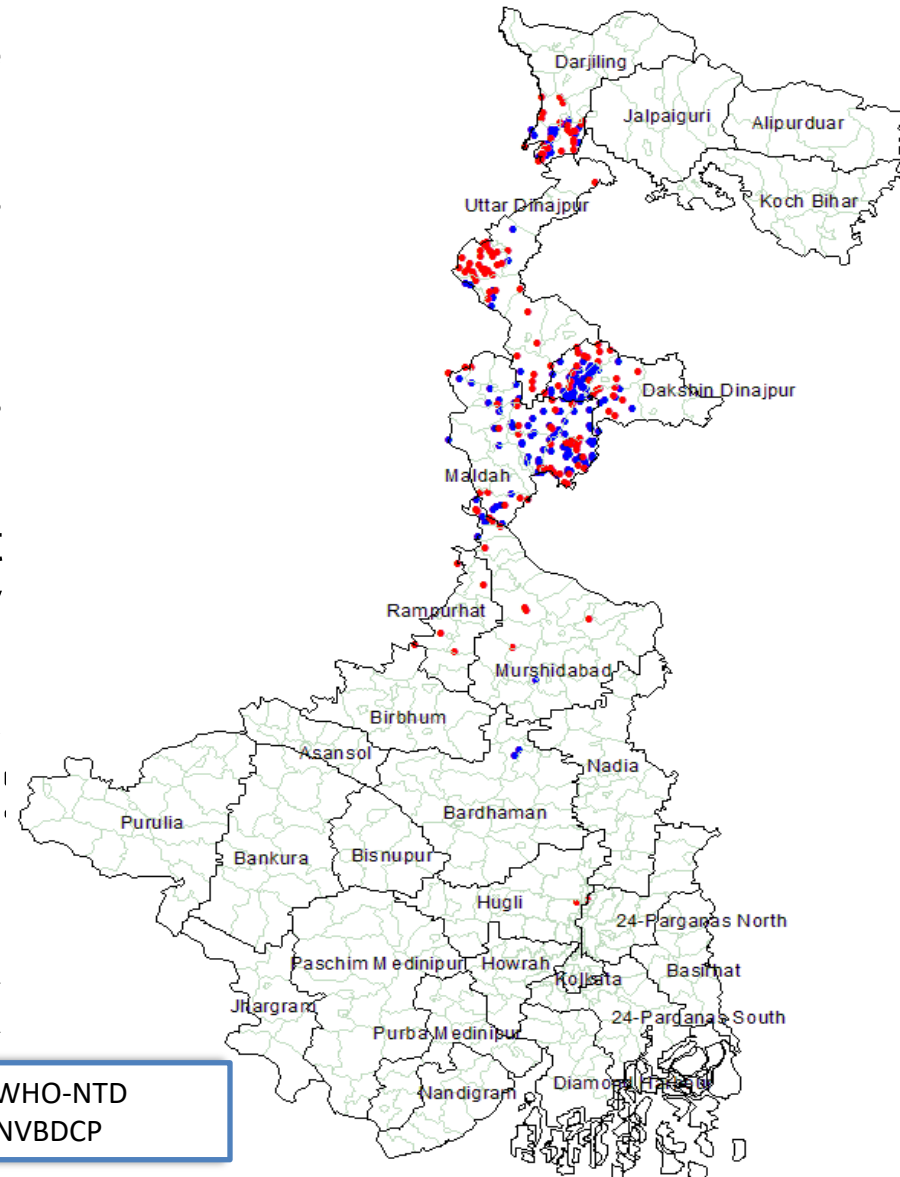 Darjiling
Jalpaiguri
Alipurduar
Koch Bihar
Uttar Dinajpur
Dakshin Dinajpur
Maldah
Rampurhat
Murshidabad
Birbhum
Asansol
Nadia
Bardhaman
Purulia
Bankura
Bisnupur
Hugli
24-Parganas North
Paschim Medinipur
Howrah
Basirhat
Kolkata
Jhargram
24-Parganas South
Purba Medinipur
Nandigram
Diamond Harbour
WHO-NTD
NVBDCP